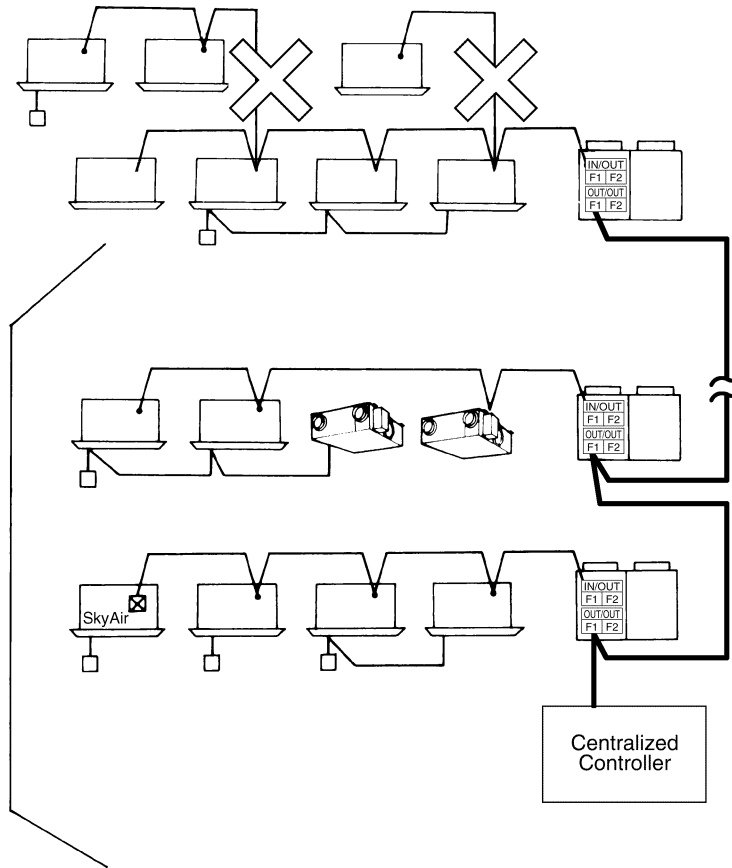 IN/OUT
F1 F2
OUT/OUT
F1 F2
IN/OUT
F1 F2
OUT/OUT
F1 F2
IN/OUT
F1 F2
OUT/OUT
F1 F2
SkyAir
Centralized
Controller